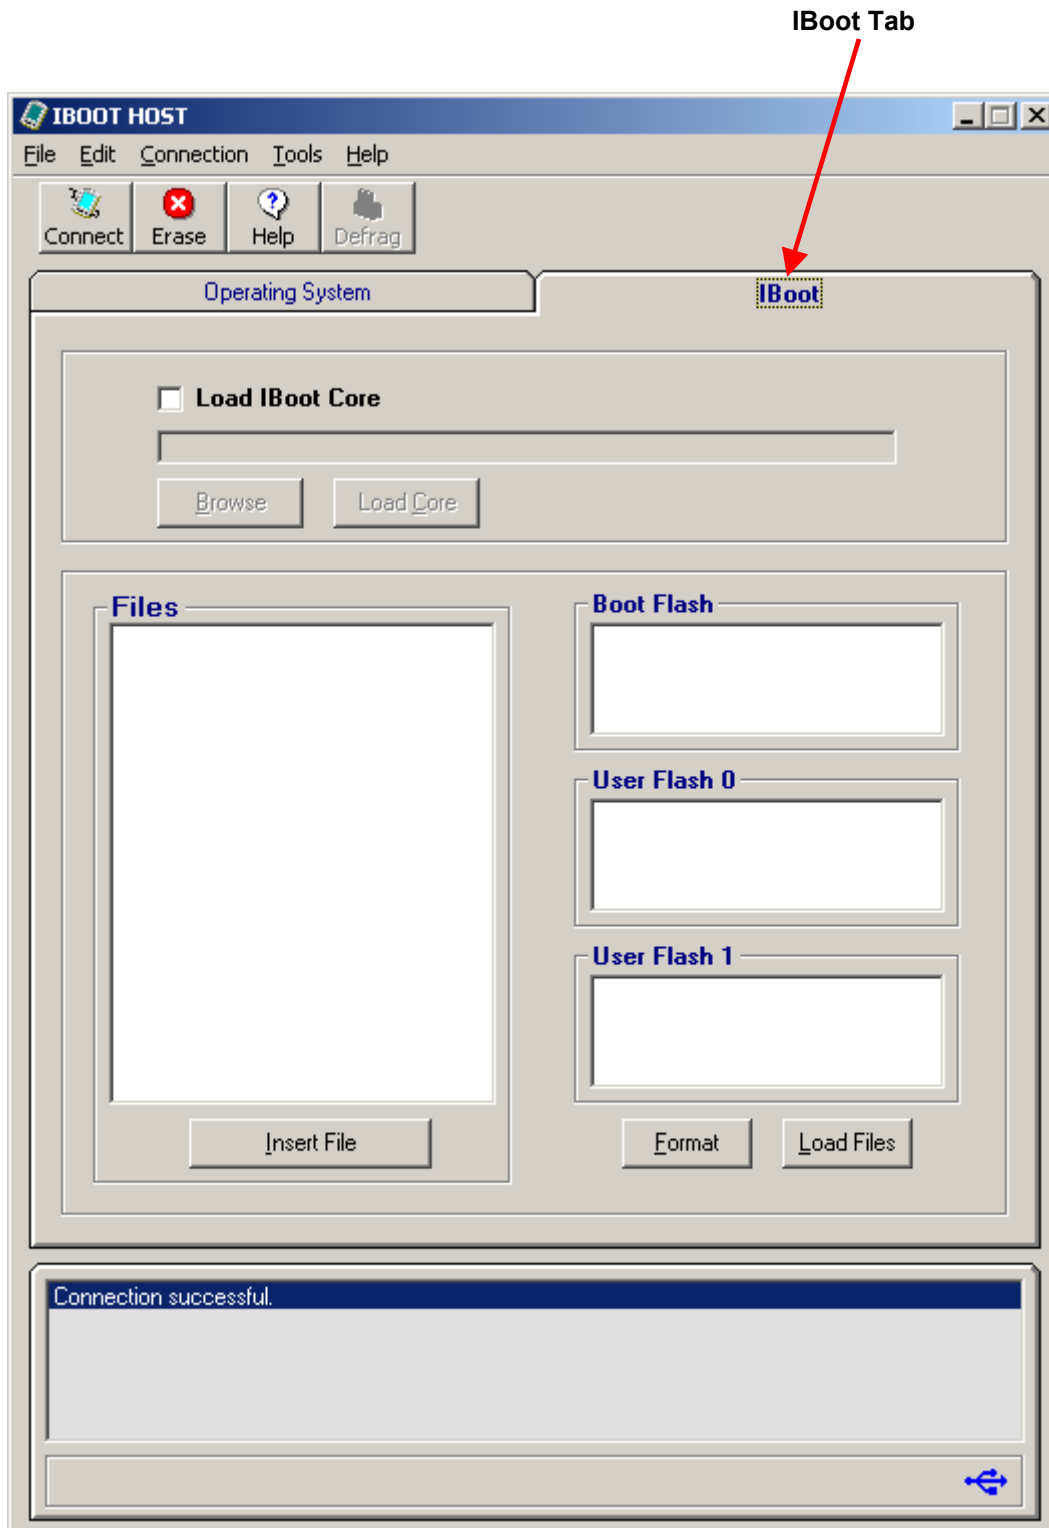 IBoot Tab
IBOOT HOST
File Edit Connection Tools Help
Connect Erase Help Defrag
Operating System IBoot
Load IBoot Core
Browse Load Core
Files
Boot Flash
User Flash 0
User Flash 1
Insert File Format Load Files
Connection successful.